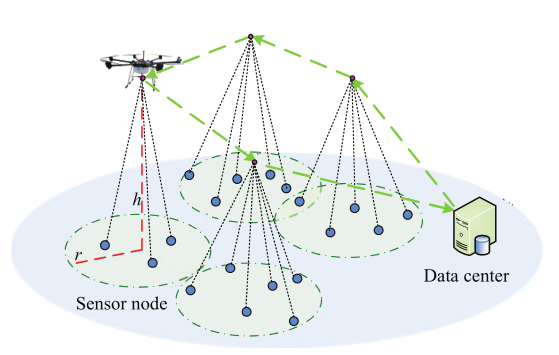 h
r
Data center
Sensor node